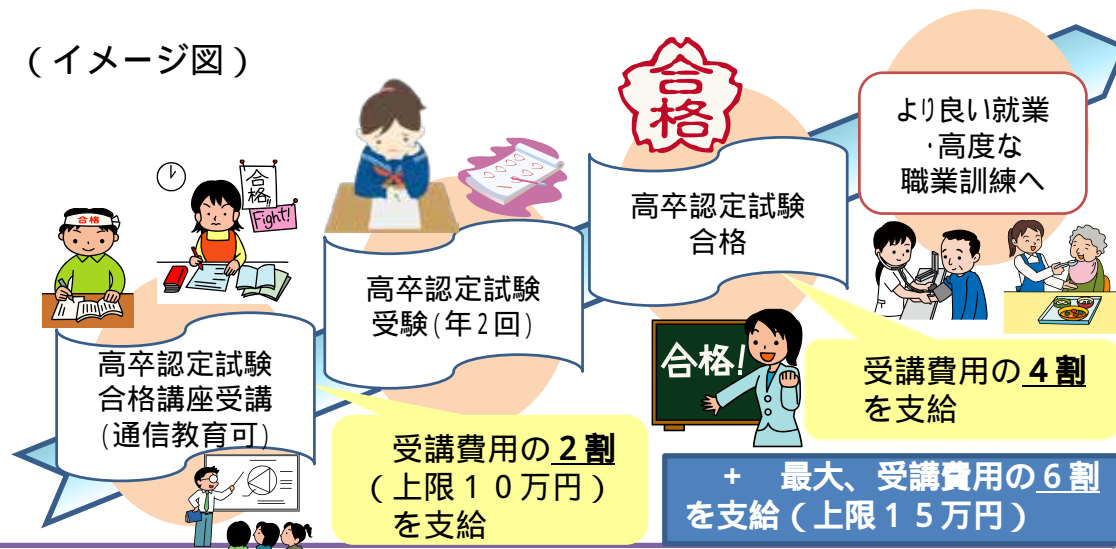 (イメージ図)
合格
合格!!
Fight!
高卒認定試験
合格講座受講
(通信教育可)
高卒認定試験
受験(年2回)
合格
高卒認定試験
合格
より良い就業
・高度な
職業訓練へ
合格!
受講費用の2割
(上限10万円)
を支給
受講費用の4割
を支給
+ 最大、受講費用の6割
を支給(上限15万円)